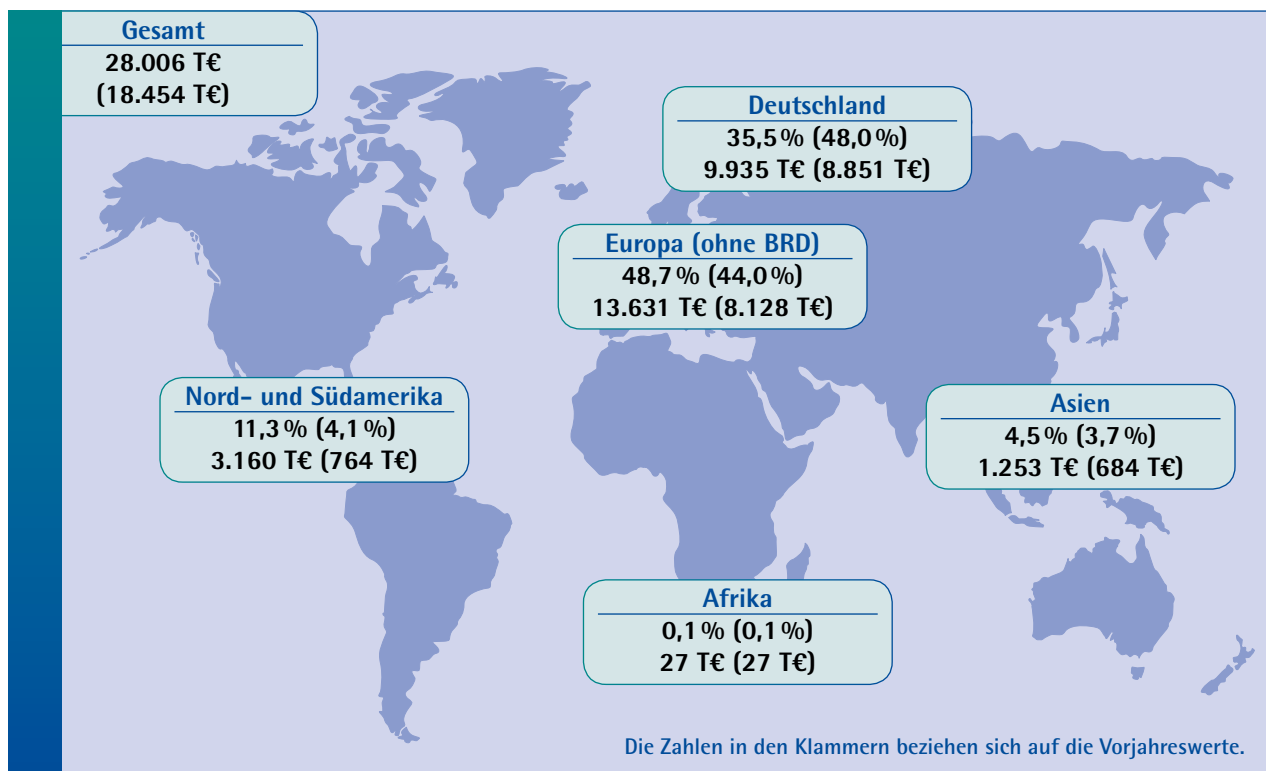 Gesamt
28.006 T€
(18.454 T€)
Deutschland
35,5% (48,0%)
9.935 T€ (8.851 T€)
Europa (ohne BRD)
48,7% (44,0%)
13.631 T€ (8.128 T€)
Nord- und Südamerika
11,3% (4,1%)
3.160 T€ (764 T€)
Asien
4,5% (3,7%)
1.253 T€ (684 T€)
Afrika
0,1% (0,1%)
27 T€ (27 T€)
Die Zahlen in den Klammern beziehen sich auf die Vorjahreswerte.